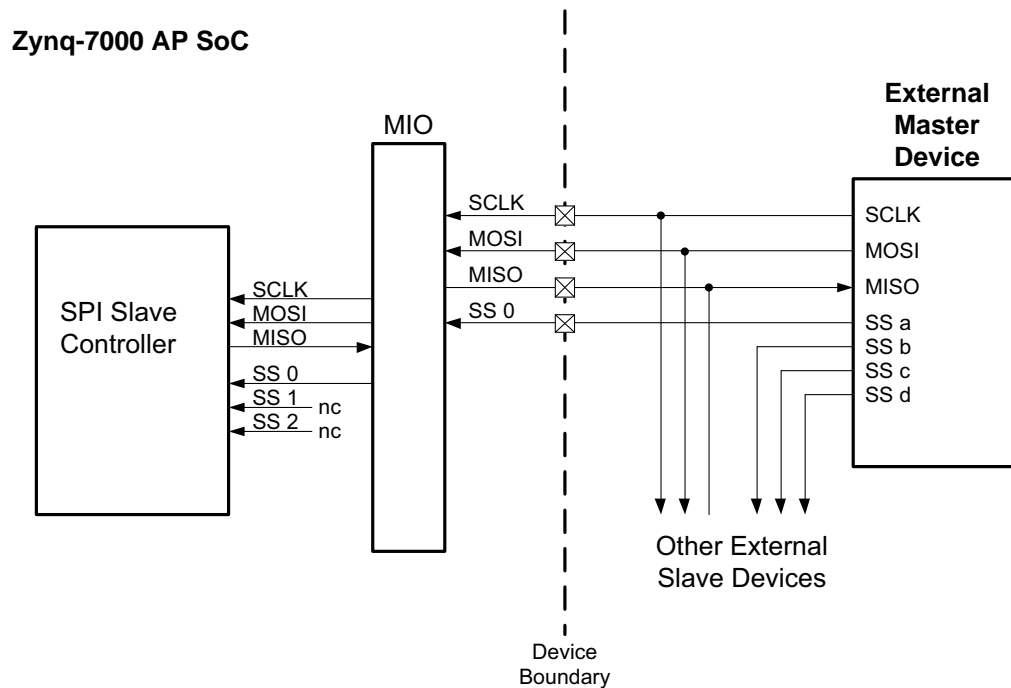 Zynq-7000 AP SoC
External
Master
Device
MIO
SCLK
MOSI
MISO
SS 0
SCLK
MOSI
MISO
SS a
SS b
SS c
SS d
SPI Slave
Controller
SCLK
MOSI
MISO
SS 0
SS 1
nc
SS 2
nc
Other External
Slave Devices
Device
Boundary